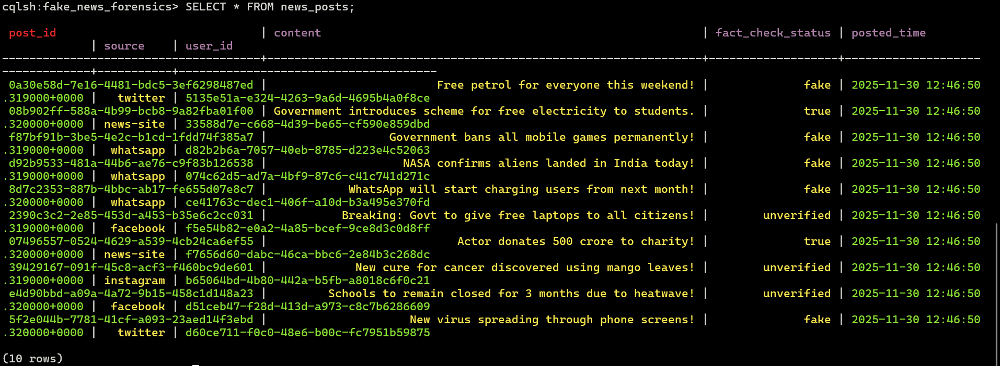 cqlsh:fake_news_forensics> SELECT * FROM news_posts;
post_id | content | fact_check_status | posted_time
| source | user_id
--------------------------------------+----------------------------------------------------------------+-------------------+--------------------
-------------+-----------+--------------------------------------
0a30e58d-7e16-4481-bdc5-3ef6298487ed | Free petrol for everyone this weekend! | fake | 2025-11-30 12:46:50
.319000+0000 | twitter | 5135e51a-e324-4263-9a6d-4695b4a0f8ce
08b902ff-588a-4b99-bcb8-9a82fba01f00 | Government introduces scheme for free electricity to students. | true | 2025-11-30 12:46:50
.320000+0000 | news-site | 33588d7e-c668-4d39-be65-cf590e859dbd
f87bf91b-3be5-4e2c-b1cd-1fdd74f385a7 | Government bans all mobile games permanently! | fake | 2025-11-30 12:46:50
.319000+0000 | whatsapp | d82b2b6a-7057-40eb-8785-d223e4c52063
d92b9533-481a-44b6-ae76-c9f83b126538 | NASA confirms aliens landed in India today! | fake | 2025-11-30 12:46:50
.319000+0000 | whatsapp | 074c62d5-ad7a-4bf9-87c6-c41c741d271c
8d7c2353-887b-4bbc-ab17-fe655d07e8c7 | WhatsApp will start charging users from next month! | fake | 2025-11-30 12:46:50
.320000+0000 | whatsapp | ce41763c-dec1-406f-a10d-b3a495e370fd
2390c3c2-2e85-453d-a453-b35e6c2cc031 | Breaking: Govt to give free laptops to all citizens! | unverified | 2025-11-30 12:46:50
.319000+0000 | facebook | f5e54b82-e0a2-4a85-bcef-9ce8d3c0d8ff
07496557-0524-4629-a539-4cb24ca6ef55 | Actor donates 500 crore to charity! | true | 2025-11-30 12:46:50
.320000+0000 | news-site | f7656d60-dabc-46ca-bbc6-2e84b3c268dc
39429167-091f-45c8-acf3-f460bc9de601 | New cure for cancer discovered using mango leaves! | unverified | 2025-11-30 12:46:50
.319000+0000 | instagram | b65064bd-4b80-442a-b5fb-a8018c6f0c21
e4d90bbd-a09a-4a72-9b15-458c1d148a23 | Schools to remain closed for 3 months due to heatwave! | unverified | 2025-11-30 12:46:50
.320000+0000 | facebook | d51ceb47-f28d-413d-a973-c8c7b6286609
5f2e044b-7781-41cf-a093-23aed14f3ebd | New virus spreading through phone screens! | fake | 2025-11-30 12:46:50
.320000+0000 | twitter | d60ce711-f0c0-48e6-b00c-fc7951b59875
(10 rows)